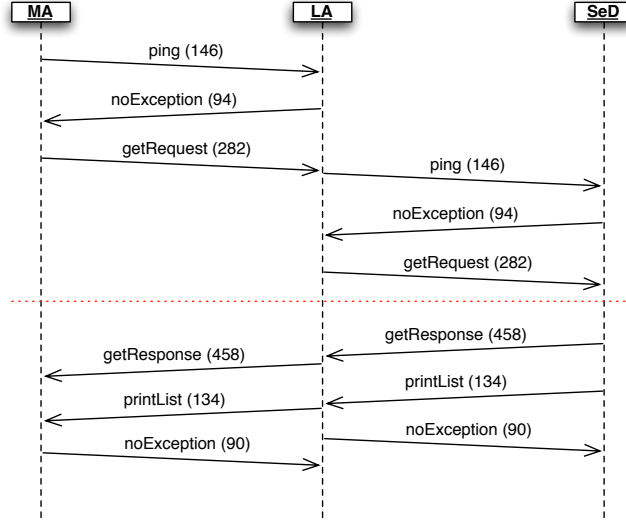 MA LA SeD
ping (146)
noException (94)
getRequest (282)
ping (146)
noException (94)
getRequest (282)
getResponse (458)
getResponse (458)
printList (134)
printList (134)
noException (90)
noException (90)